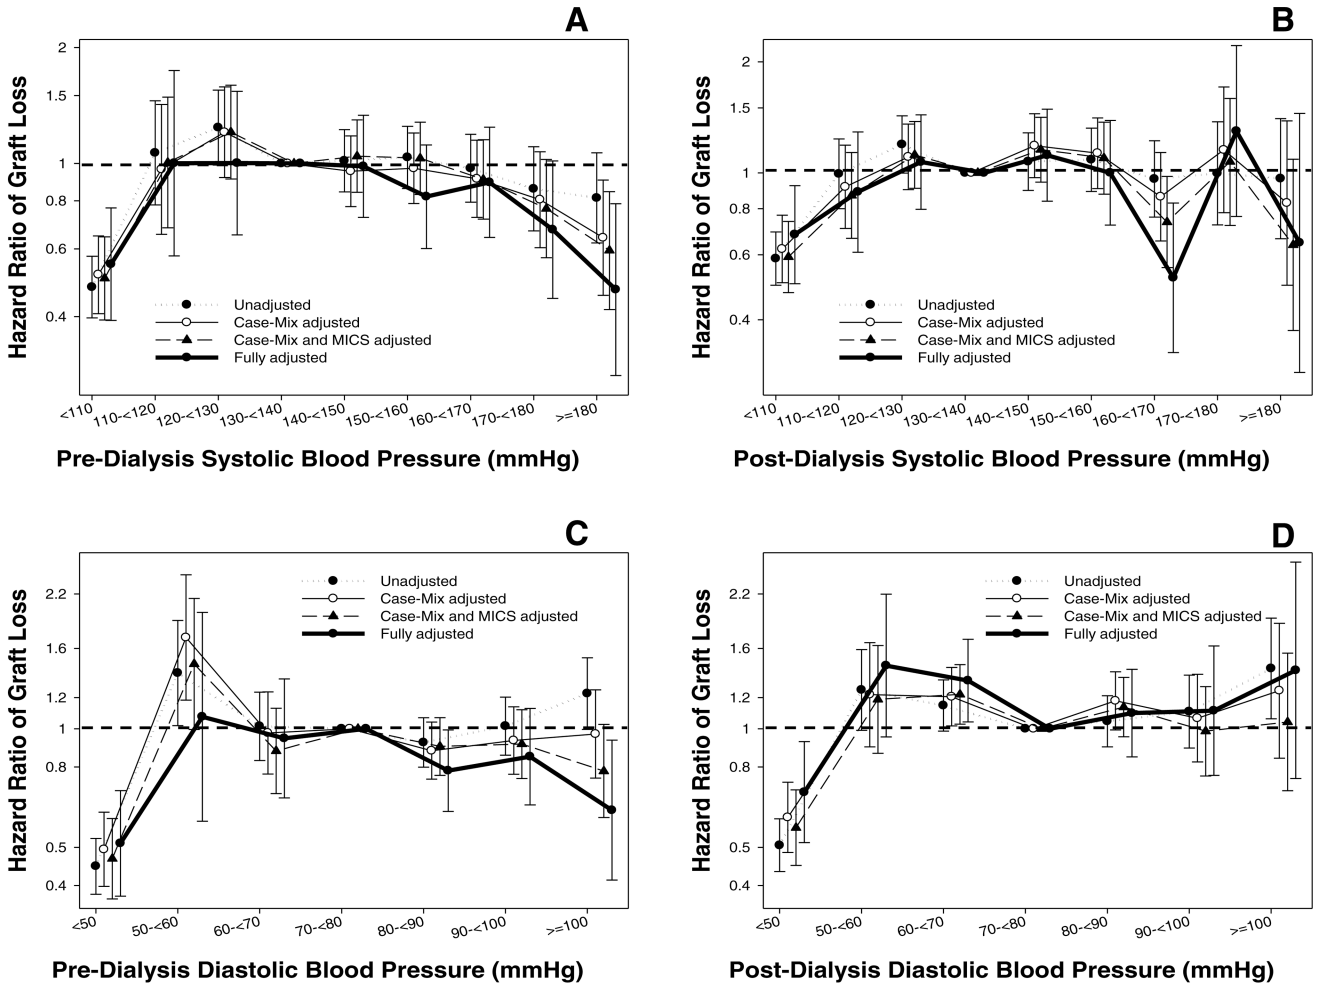 A
Hazard Ratio of Graft Loss
2
1.5
1
0.8
0.6
0.4
Unadjusted
Case-Mix adjusted
Case-Mix and MICS adjusted
Fully adjusted
<110
110-<120
120-<130
130-<140
140-<150
150-<160
160-<170
170-<180
>=180
Pre-Dialysis Systolic Blood Pressure (mmHg)
B
Hazard Ratio of Graft Loss
2
1.5
1
0.8
0.6
0.4
Unadjusted
Case-Mix adjusted
Case-Mix and MICS adjusted
Fully adjusted
<110
110-<120
120-<130
130-<140
140-<150
150-<160
160-<170
170-<180
>=180
Post-Dialysis Systolic Blood Pressure (mmHg)
C
Hazard Ratio of Graft Loss
2.2
1.6
1.2
1
0.8
0.5
0.4
Unadjusted
Case-Mix adjusted
Case-Mix and MICS adjusted
Fully adjusted
<50
50-<60
60-<70
70-<80
80-<90
90-<100
>=100
Pre-Dialysis Diastolic Blood Pressure (mmHg)
D
Hazard Ratio of Graft Loss
2.2
1.6
1.2
1
0.8
0.5
0.4
Unadjusted
Case-Mix adjusted
Case-Mix and MICS adjusted
Fully adjusted
<50
50-<60
60-<70
70-<80
80-<90
90-<100
>=100
Post-Dialysis Diastolic Blood Pressure (mmHg)